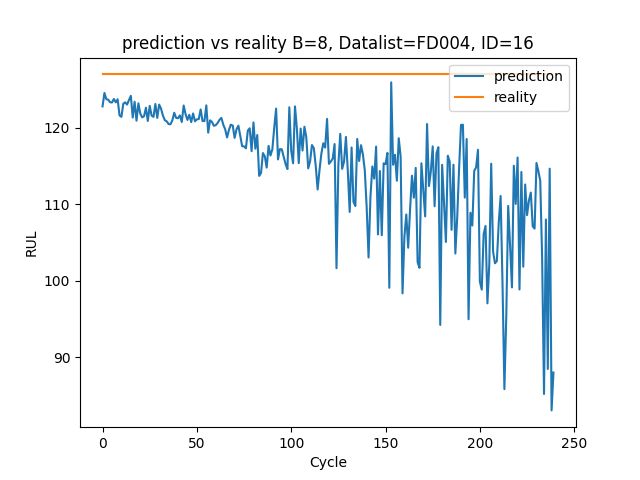 prediction vs reality B=8, Datalist=FD004, ID=16
prediction
reality
RUL
120
110
100
90
0 50 100 150 200 250
Cycle